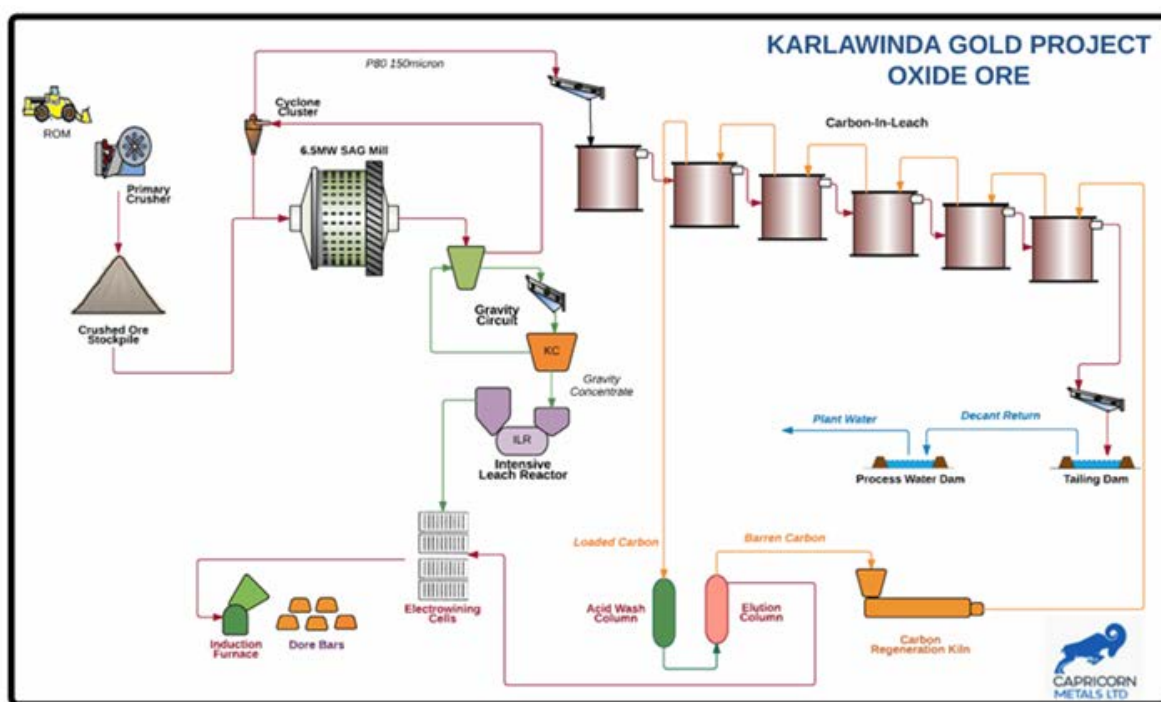 KARLAWINDA GOLD PROJECT
OXIDE ORE
P80 150micron
ROM
Cyclone
Cluster
6.5MW SAG Mill
Carbon-In-Leach
Primary
Crusher
Crushed Ore
Stockpile
Gravity
Circuit
KC
Gravity
Concentrate
ILR
Intensive
Leach Reactor
Plant Water
Decant Return
Process Water Dam
Tailing Dam
Loaded Carbon
Barren Carbon
Electrowining
Cells
Acid Wash
Column
Elution
Column
Carbon
Regeneration Kiln
Induction
Furnace
Dore Bars
CAPRICORN
METALS LTD